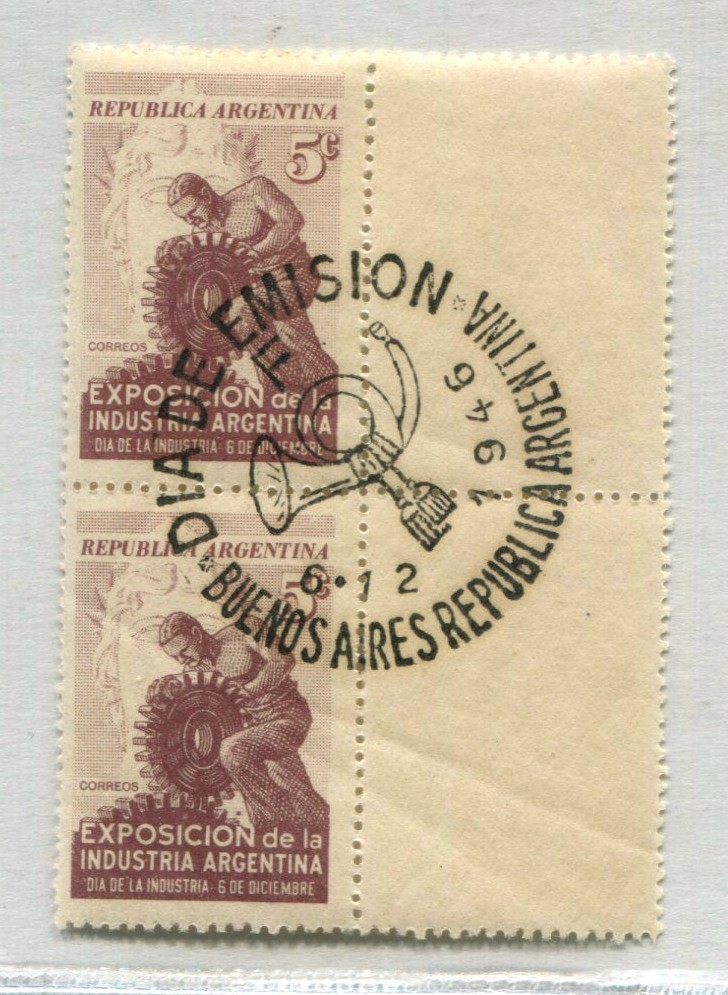 REPUBLICA ARGENTINA
5c
CORREOS
EXPOSICION de la
INDUSTRIA ARGENTINA
DIA DE LA INDUSTRIA · 6 DE DICIEMBRE
REPUBLICA ARGENTINA
5c
CORREOS
EXPOSICION de la
INDUSTRIA ARGENTINA
DIA DE LA INDUSTRIA · 6 DE DICIEMBRE
DIA DE EMISION
BUENOS AIRES REPUBLICA ARGENTINA
6·12
1946